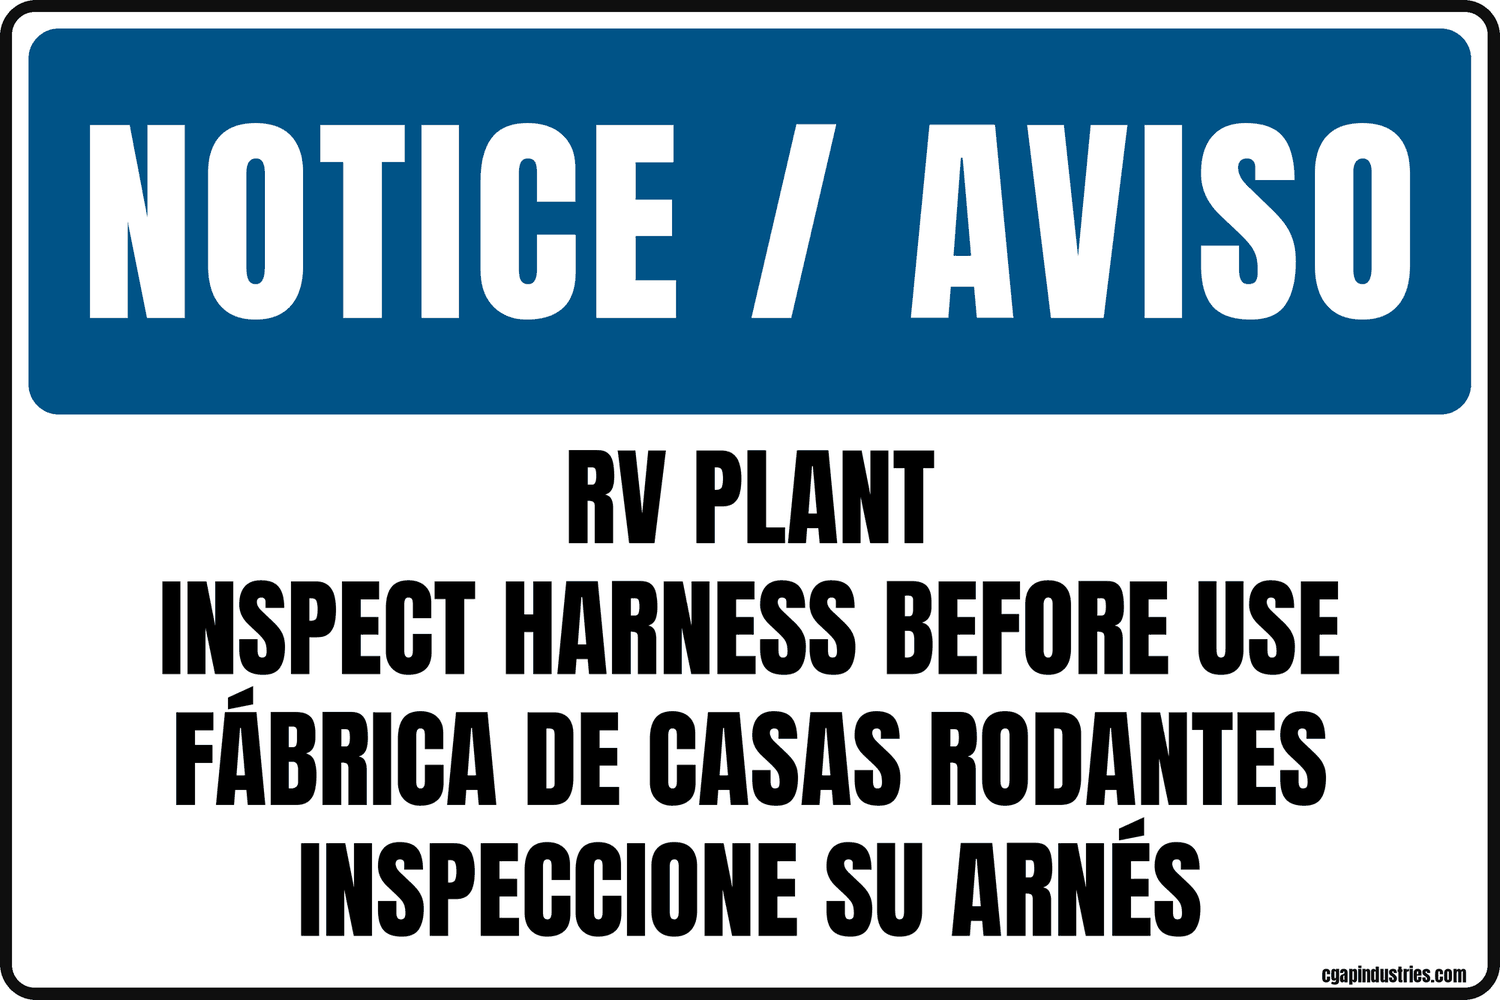 NOTICE / AVISO
RV PLANT
INSPECT HARNESS BEFORE USE
FÁBRICA DE CASAS RODANTES
INSPECCIONE SU ARNÉS
cgapindustries.com